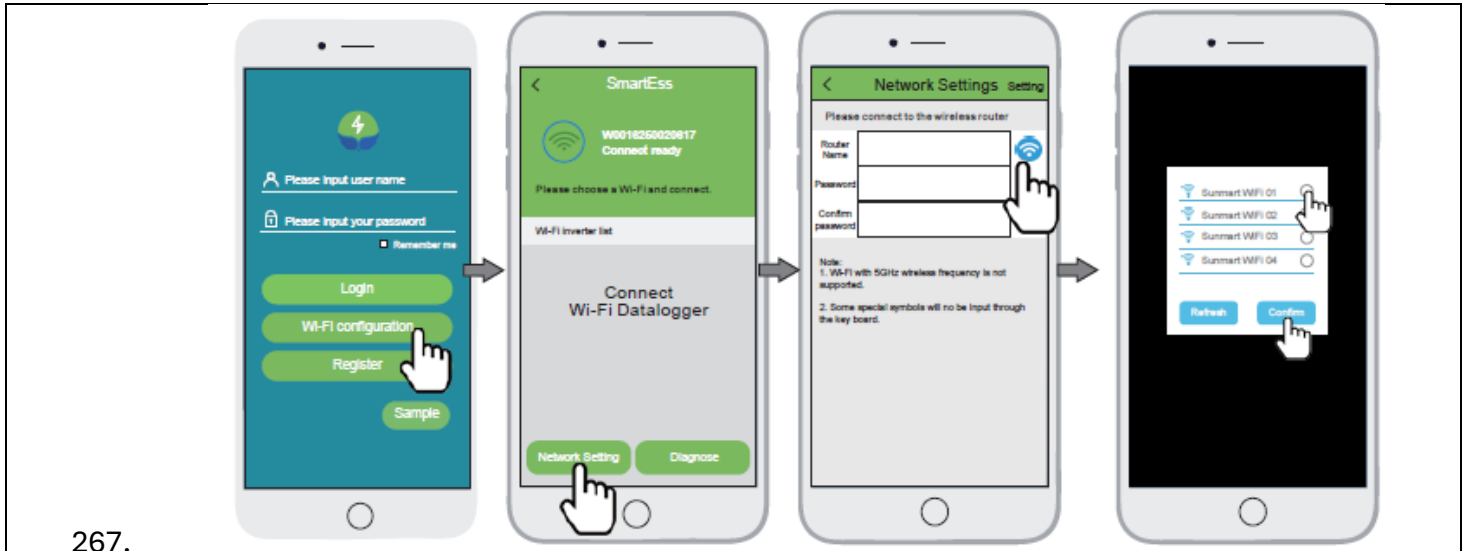 Please Input user name
Please Input your password
Remember me
Login
Wi-Fi configuration
Register
Sample
SmartEss
W0016250020617
Connect ready
Please choose a Wi-Fi and connect.
Wi-Fi inverter list
Connect
Wi-Fi Datalogger
Network Setting
Diagnose
Network Settings
Setting
Please connect to the wireless router
Router
Name
Password
Confirm
password
Note:
1. Wi-Fi with 5GHz wireless frequency is not
supported.
2. Some special symbols will no be input through
the key board.
Sunmart WiFi 01
Sunmart WiFi 02
Sunmart WiFi 03
Sunmart WiFi 04
Refresh
Confirm
267.